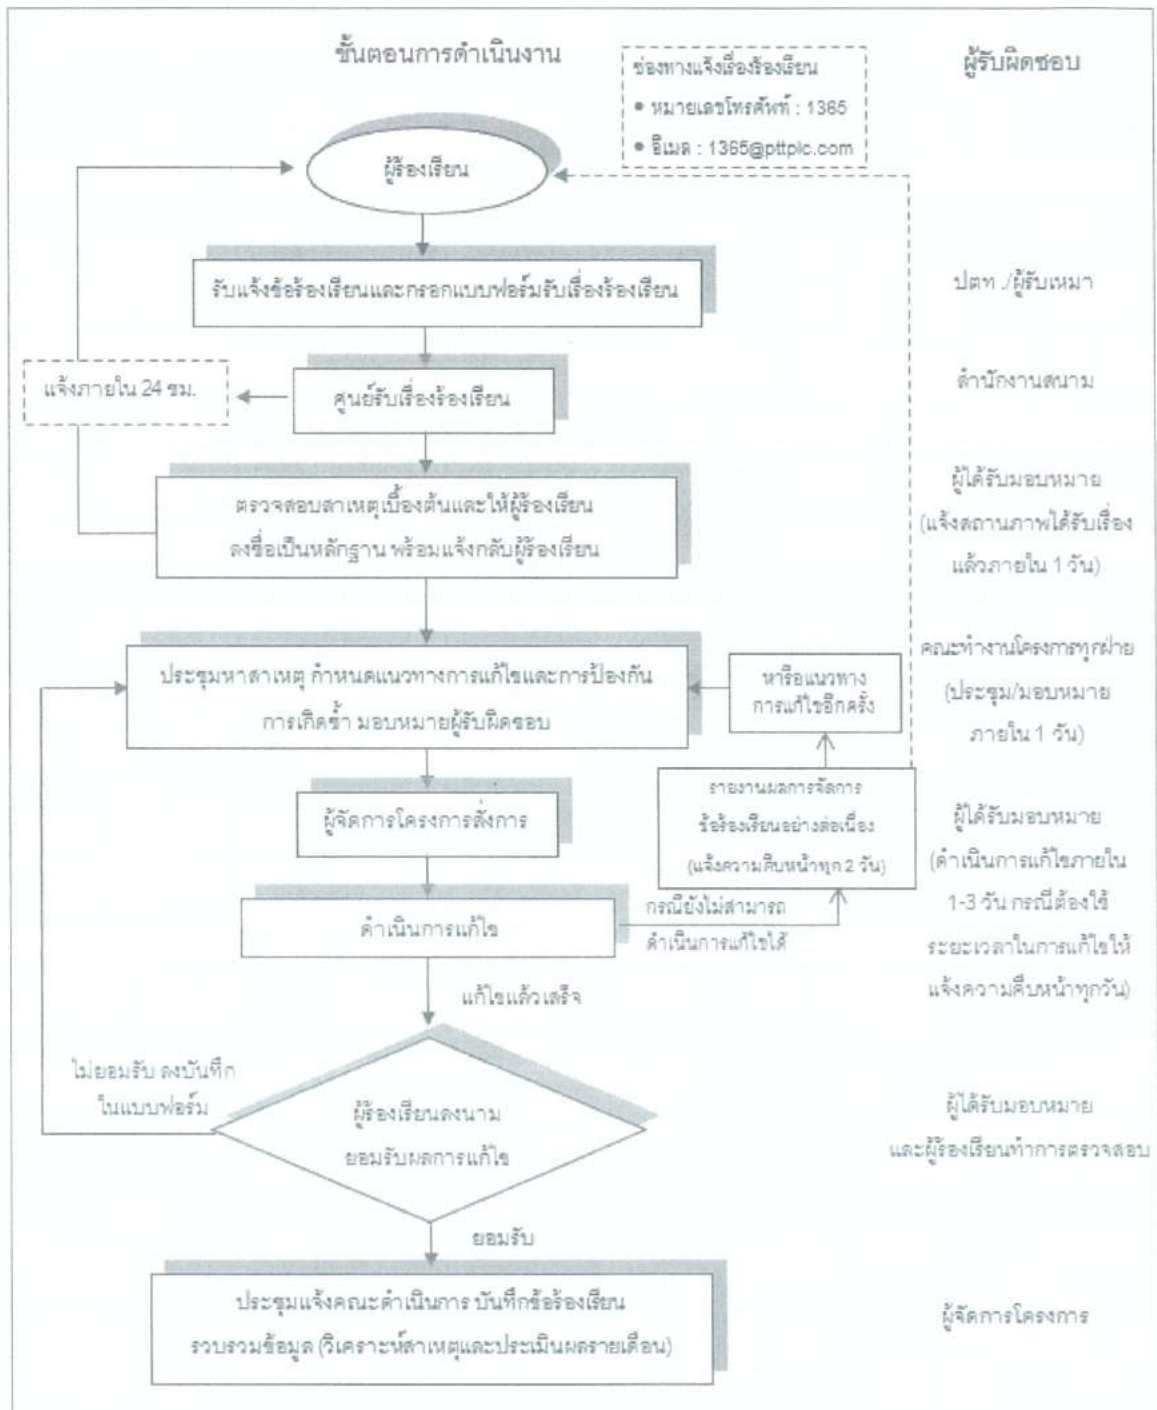 ขั้นตอนการดำเนินงาน
ผู้รับผิดชอบ
ช่องทางแจ้งเรื่องร้องเรียน
• หมายเลขโทรศัพท์ : 1365
• อีเมล : 1365@pttplc.com
ผู้ร้องเรียน
รับแจ้งข้อร้องเรียนและกรอกแบบฟอร์มรับเรื่องร้องเรียน
ปตท ./ผู้รับเหมา
แจ้งภายใน 24 ชม.
ศูนย์รับเรื่องร้องเรียน
สำนักงานสนาม
ตรวจสอบสาเหตุเบื้องต้นและให้ผู้ร้องเรียน
ลงชื่อเป็นหลักฐาน พร้อมแจ้งกลับผู้ร้องเรียน
ผู้ได้รับมอบหมาย
(แจ้งสถานภาพได้รับเรื่อง
แล้วภายใน 1 วัน)
ประชุมหาสาเหตุ กำหนดแนวทางการแก้ไขและการป้องกัน
การเกิดซ้ำ มอบหมายผู้รับผิดชอบ
หารือแนวทาง
การแก้ไขอีกครั้ง
คณะทำงานโครงการทุกฝ่าย
(ประชุม/มอบหมาย
ภายใน 1 วัน)
ผู้จัดการโครงการสั่งการ
รายงานผลการจัดการ
ข้อร้องเรียนอย่างต่อเนื่อง
(แจ้งความคืบหน้าทุก 2 วัน)
ดำเนินการแก้ไข
กรณียังไม่สามารถ
ดำเนินการแก้ไขได้
ผู้ได้รับมอบหมาย
(ดำเนินการแก้ไขภายใน
1-3 วัน กรณีต้องใช้
ระยะเวลาในการแก้ไขให้
แจ้งความคืบหน้าทุกวัน)
แก้ไขแล้วเสร็จ
ไม่ยอมรับ ลงบันทึก
ในแบบฟอร์ม
ผู้ร้องเรียนลงนาม
ยอมรับผลการแก้ไข
ผู้ได้รับมอบหมาย
และผู้ร้องเรียนทำการตรวจสอบ
ยอมรับ
ประชุมแจ้งคณะดำเนินการ บันทึกข้อร้องเรียน
รวบรวมข้อมูล (วิเคราะห์สาเหตุและประเมินผลรายเดือน)
ผู้จัดการโครงการ